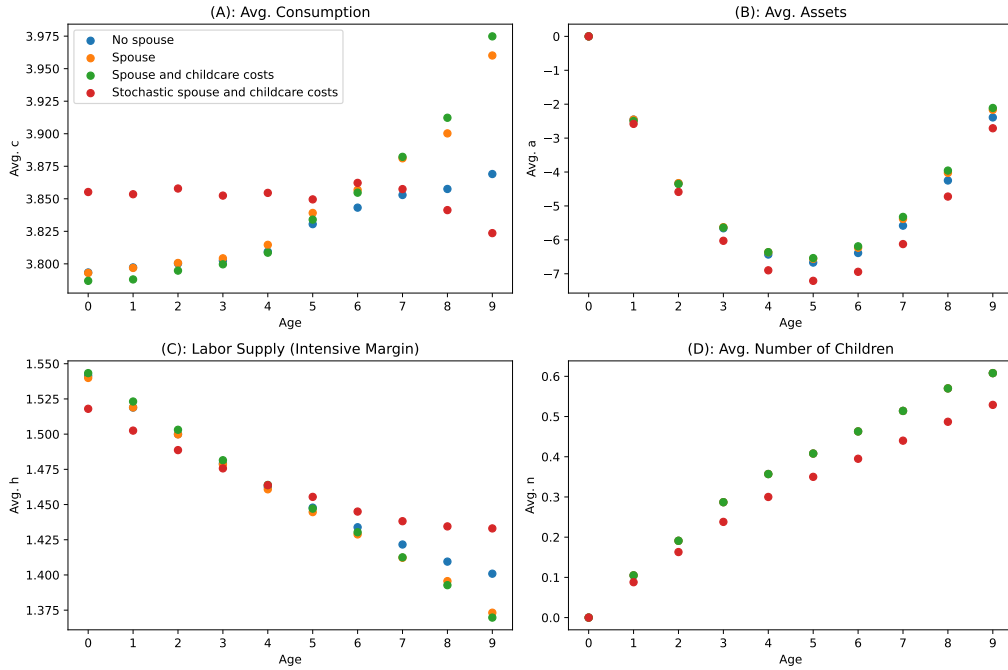 (A): Avg. Consumption
Avg. c
3.975
3.950
3.925
3.900
3.875
3.850
3.825
3.800
No spouse
Spouse
Spouse and childcare costs
Stochastic spouse and childcare costs
0 1 2 3 4 5 6 7 8 9
Age
(B): Avg. Assets
Avg. a
0
−1
−2
−3
−4
−5
−6
−7
0 1 2 3 4 5 6 7 8 9
Age
(C): Labor Supply (Intensive Margin)
Avg. h
1.550
1.525
1.500
1.475
1.450
1.425
1.400
1.375
0 1 2 3 4 5 6 7 8 9
Age
(D): Avg. Number of Children
Avg. n
0.6
0.5
0.4
0.3
0.2
0.1
0.0
0 1 2 3 4 5 6 7 8 9
Age